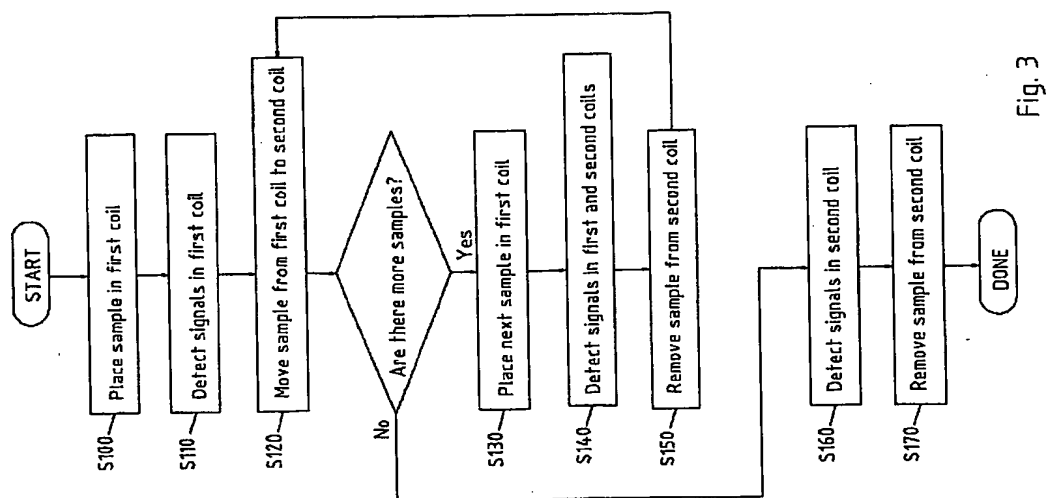 START
S100
Place sample in first coil
S110
Detect signals in first coil
S120
Move sample from first coil to second coil
Are there more samples?
No
Yes
S130
Place next sample in first coil
S140
Detect signals in first and second coils
S150
Remove sample from second coil
S160
Detect signals in second coil
S170
Remove sample from second coil
DONE
Fig. 3